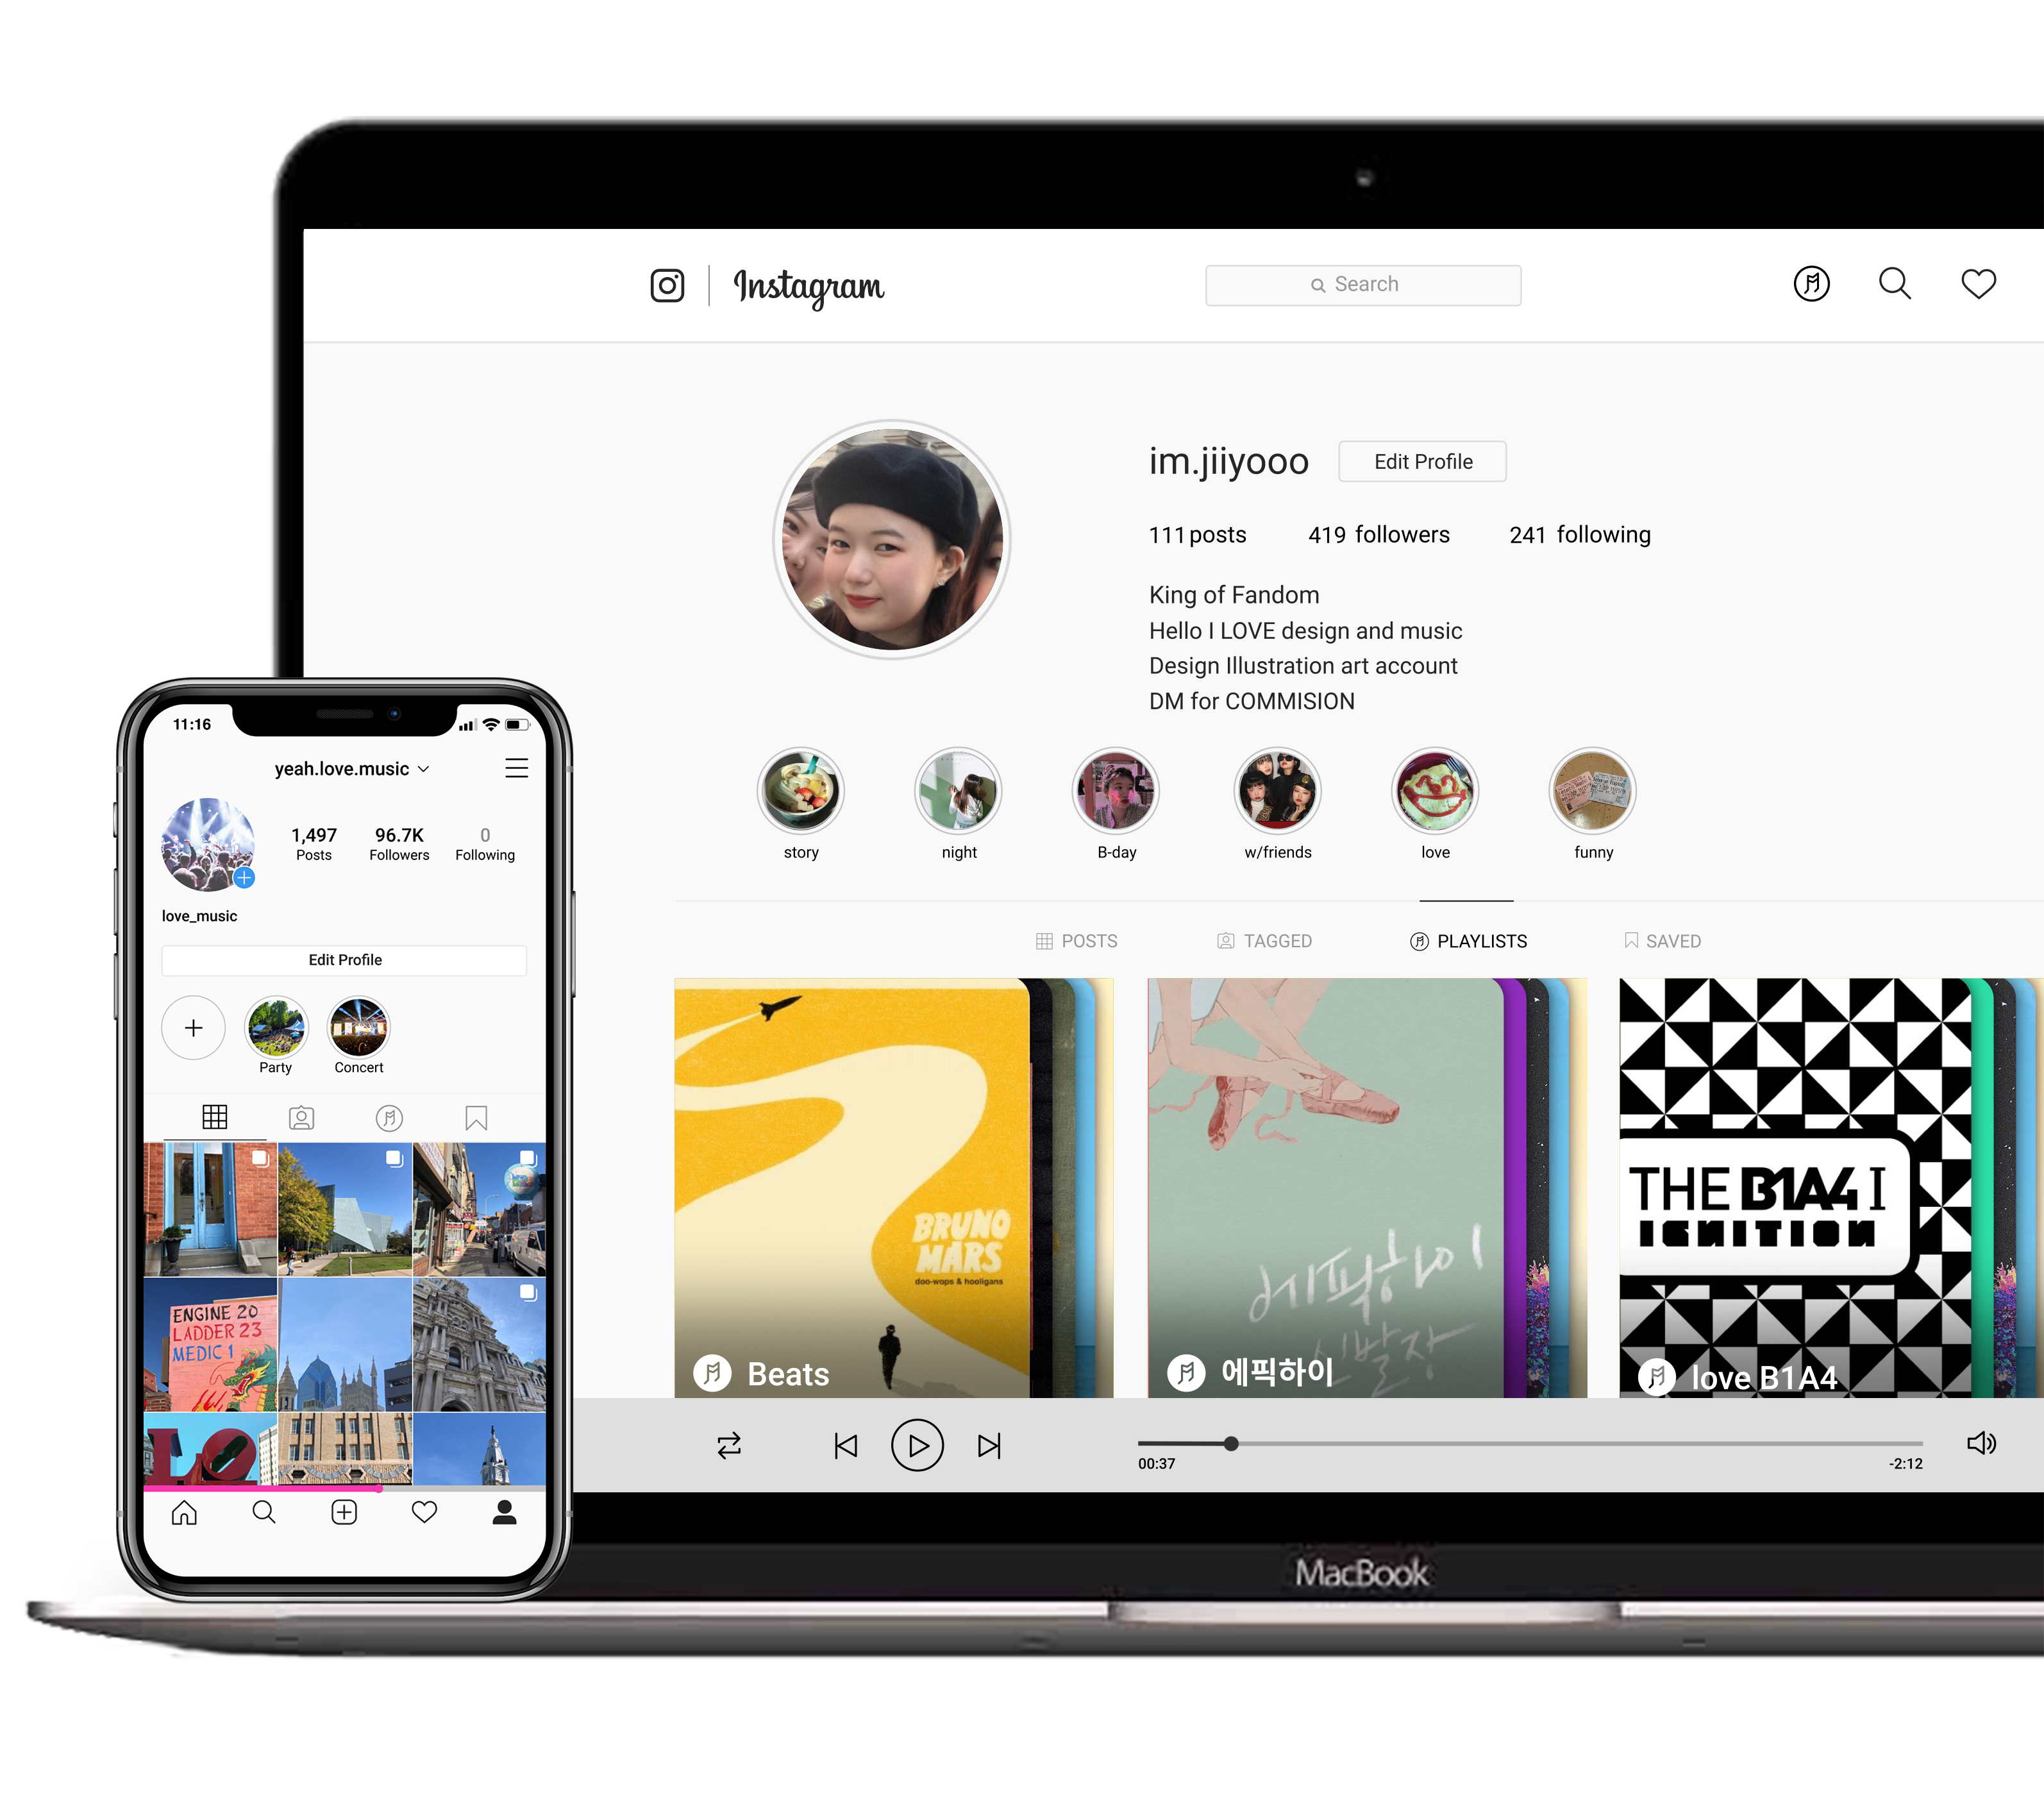 Instagram
Search
im.jiiyooo
Edit Profile
111 posts
419 followers
241 following
King of Fandom
Hello I LOVE design and music
Design Illustration art account
DM for COMMISION
story
night
B-day
w/friends
love
funny
POSTS
TAGGED
PLAYLISTS
SAVED
BRUNO
MARS
doo-wops & hooligans
Beats
에픽하이
신발장
에픽하이
THE B1A4 I
IGNITION
love B1A4
00:37
-2:12
MacBook
11:16
yeah.love.music
1,497
Posts
96.7K
Followers
0
Following
love_music
Edit Profile
Party
Concert
ENGINE 20
LADDER 23
MEDIC 1
LO